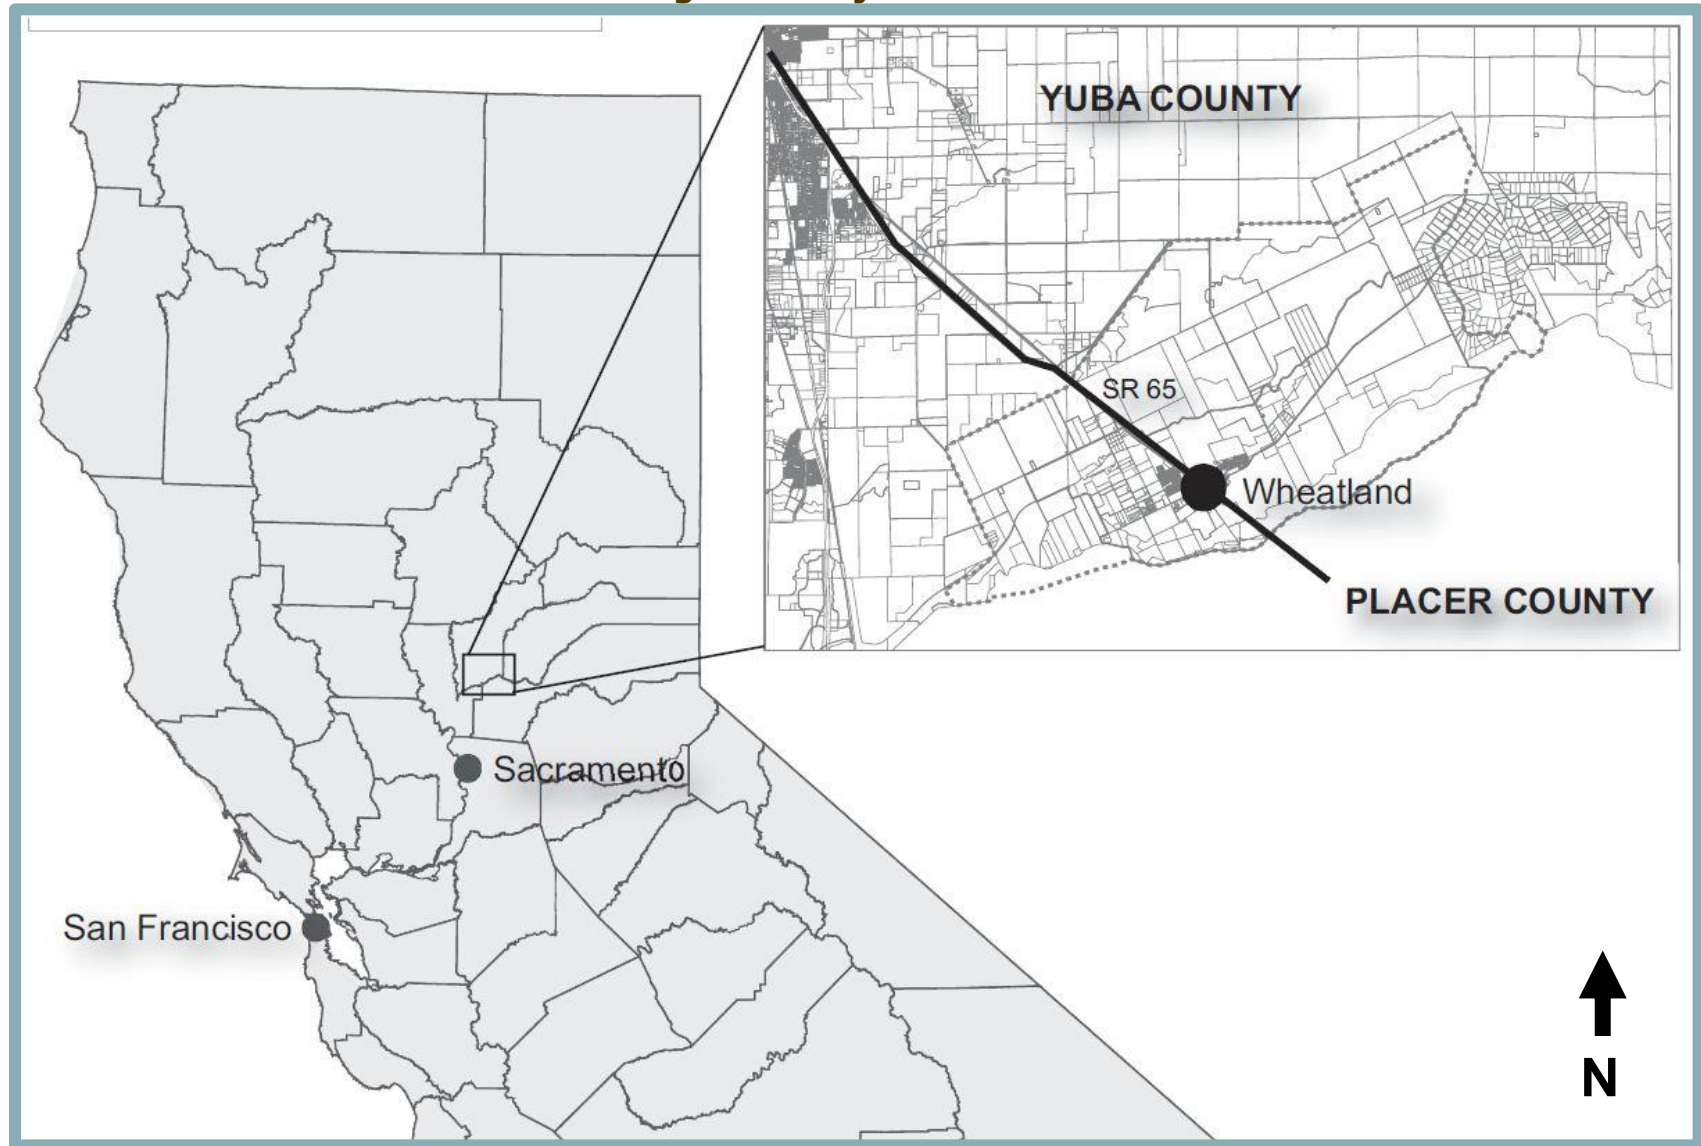 YUBA COUNTY
SR 65
Wheatland
PLACER COUNTY
Sacramento
San Francisco
N